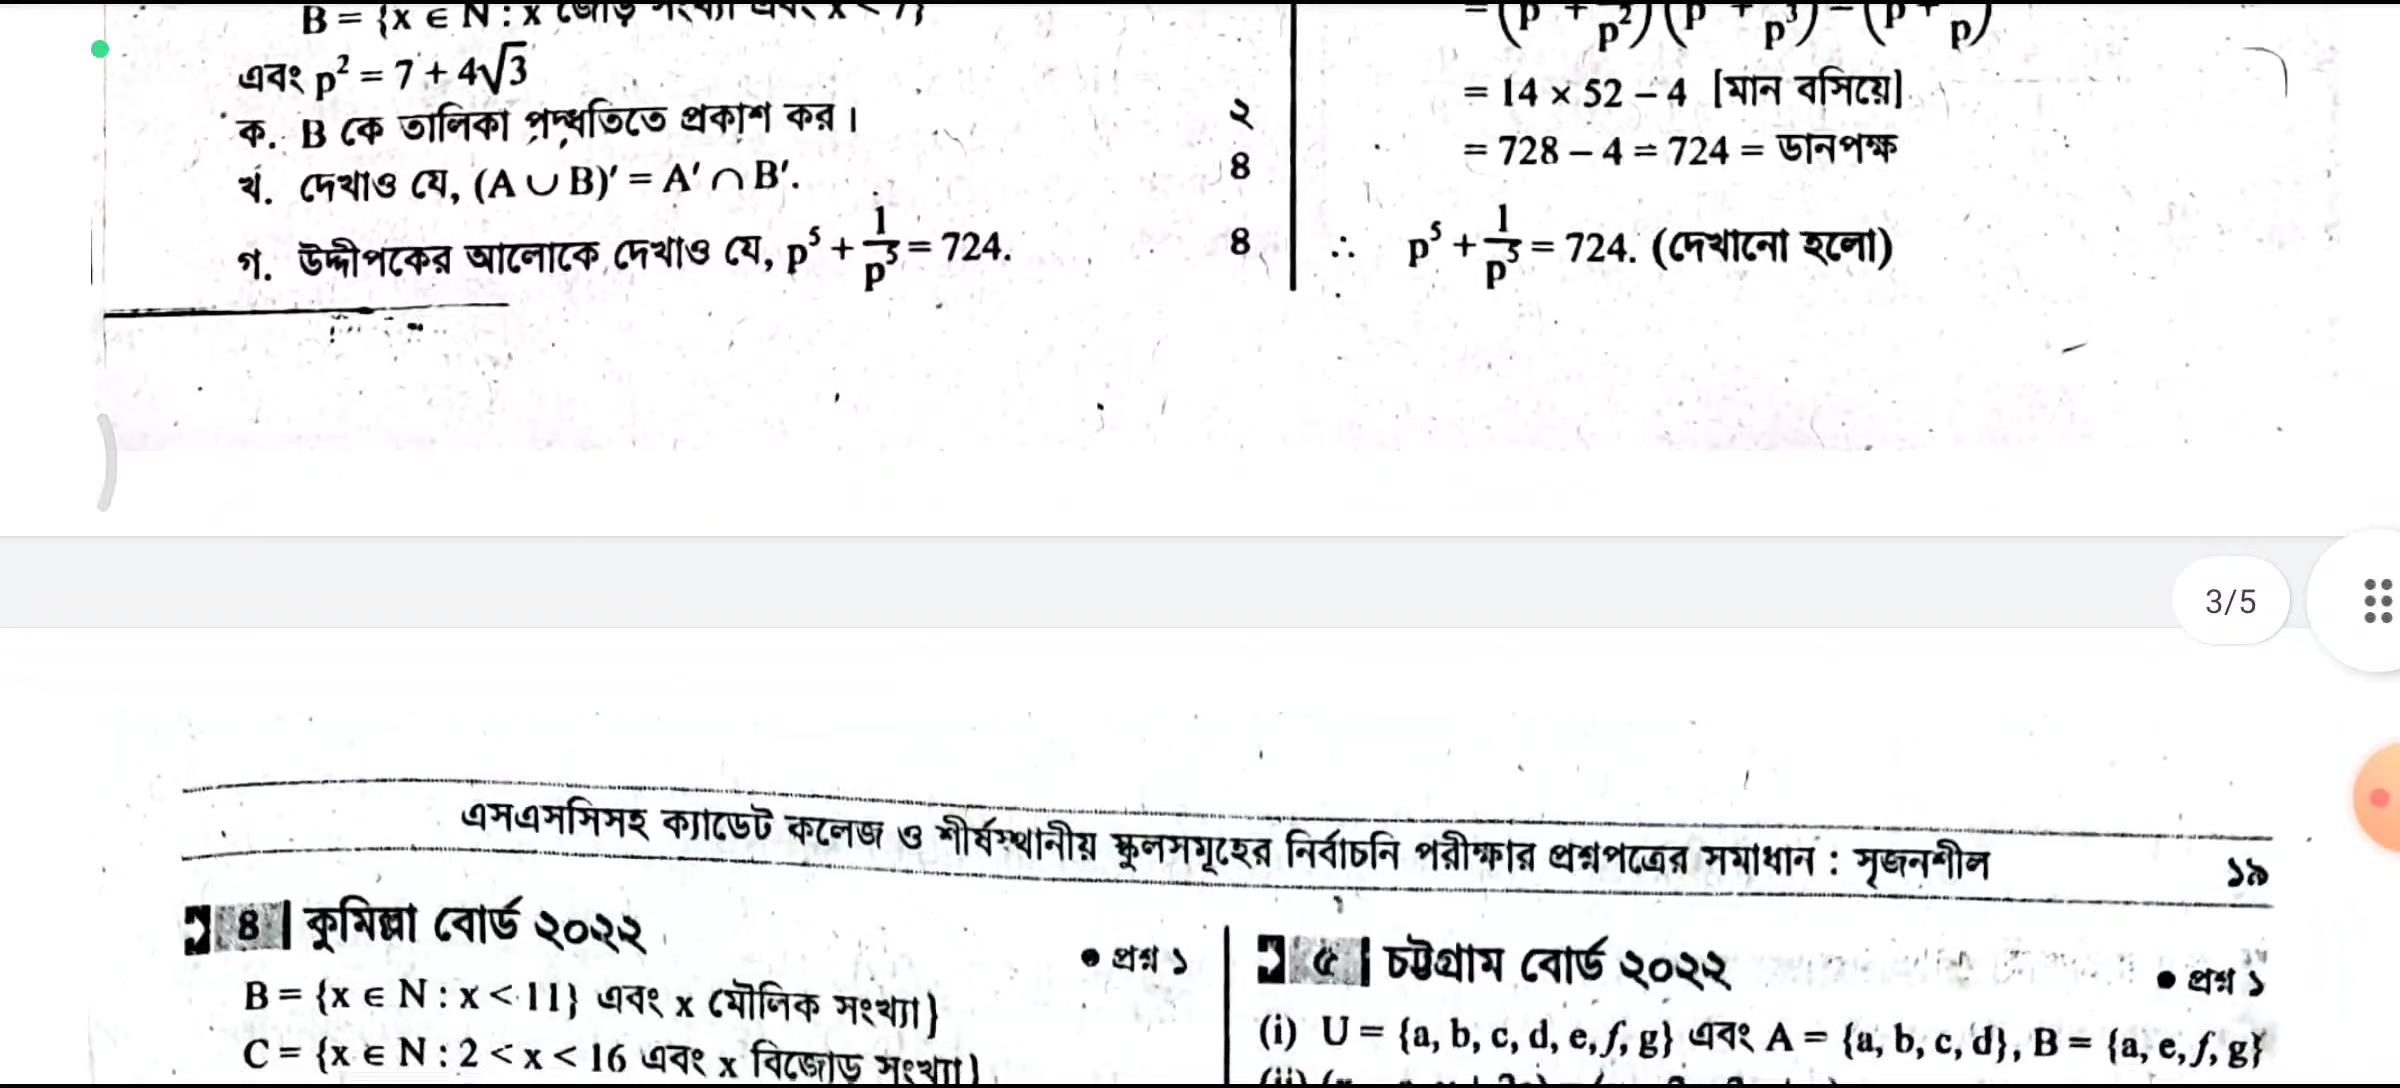 B = {x ∈ N : x জোড় সংখ্যা এবং x < 7}
এবং p² = 7 + 4√3
ক. B কে তালিকা পদ্ধতিতে প্রকাশ কর। ২
খ. দেখাও যে, (A ∪ B)′ = A′ ∩ B′. ৪
গ. উদ্দীপকের আলোকে দেখাও যে, p⁵ + 1/p⁵ = 724. ৪
= 14 × 52 – 4 [মান বসিয়ে]
= 728 – 4 = 724 = ডানপক্ষ
∴ p⁵ + 1/p⁵ = 724. (দেখানো হলো)
3/5
এসএসসিসহ ক্যাডেট কলেজ ও শীর্ষস্থানীয় স্কুলসমূহের নির্বাচনি পরীক্ষার প্রশ্নপত্রের সমাধান : সৃজনশীল ১৯
৪ | কুমিল্লা বোর্ড ২০২২ ● প্রশ্ন ১
B = {x ∈ N : x < 11} এবং x মৌলিক সংখ্যা}
C = {x ∈ N : 2 < x < 16 এবং x বিজোড় সংখ্যা}
৫ | চট্টগ্রাম বোর্ড ২০২২ ● প্রশ্ন ১
(i) U = {a, b, c, d, e, f, g} এবং A = {a, b, c, d}, B = {a, e, f, g}